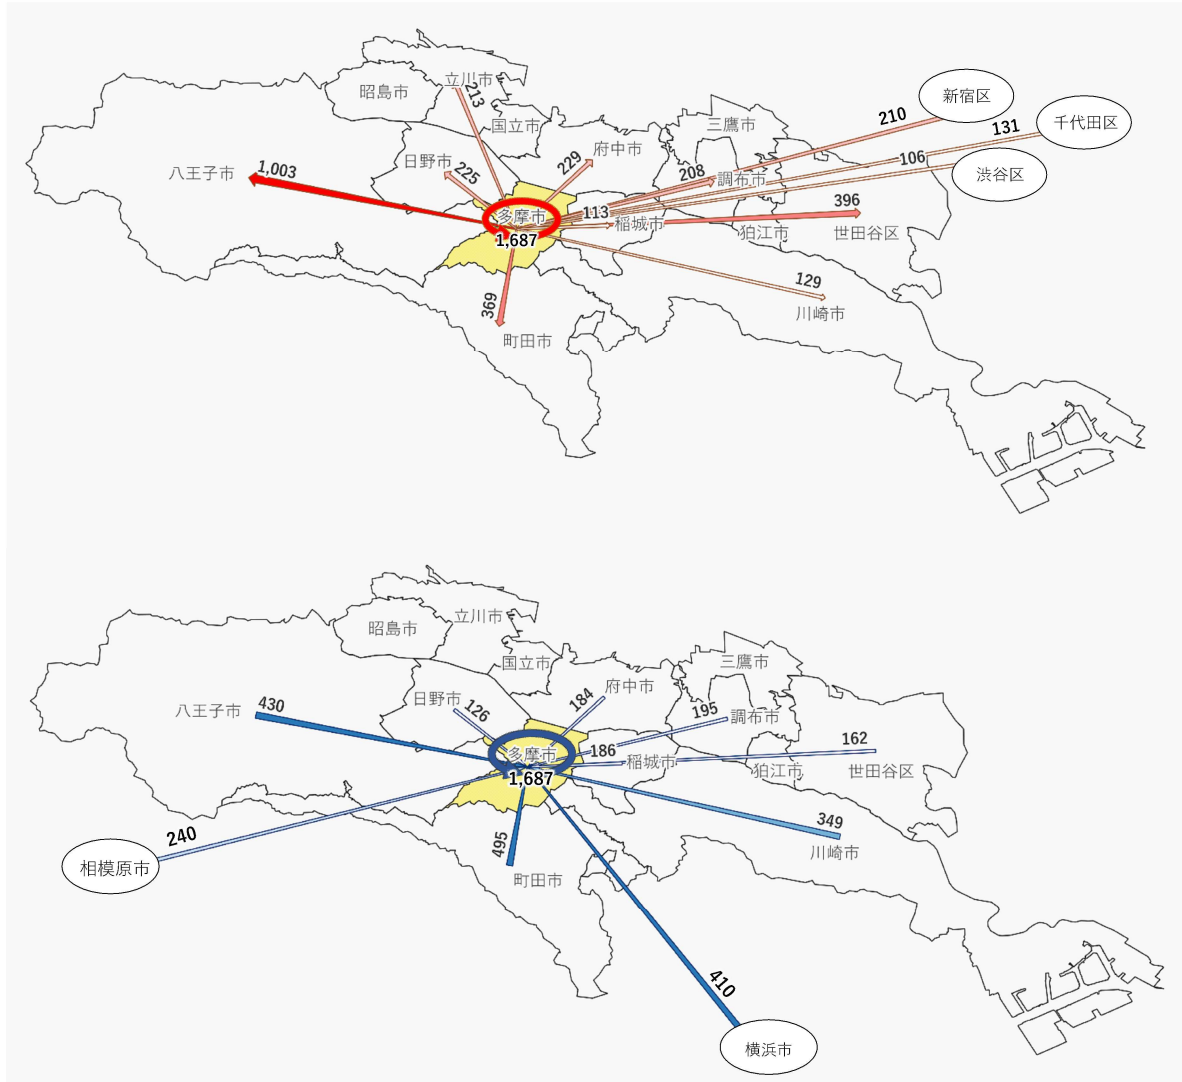 立川市
213
昭島市
新宿区
国立市
210
三鷹市
131
千代田区
日野市
府中市
229
106
八王子市
1,003
225
208
調布市
渋谷区
多摩市
113
稲城市
396
狛江市
世田谷区
1,687
129
369
川崎市
町田市
立川市
昭島市
国立市
三鷹市
日野市
府中市
184
126
八王子市
430
195
調布市
多摩市
186
稲城市
162
狛江市
世田谷区
1,687
349
240
495
川崎市
相模原市
町田市
410
横浜市